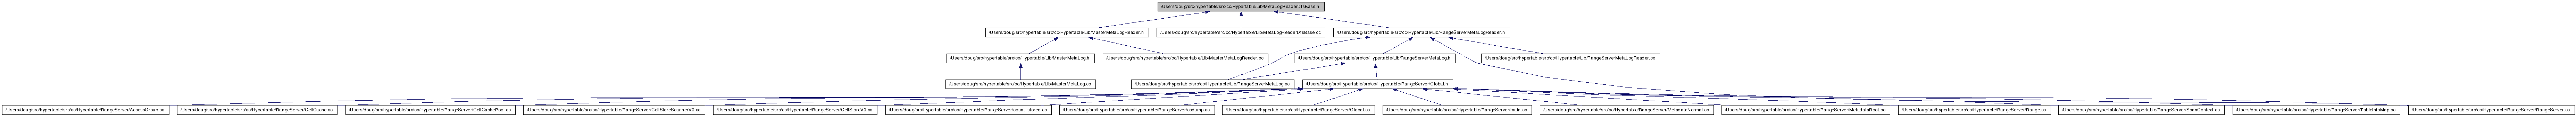 /Users/doug/src/hypertable/src/cc/Hypertable/Lib/MetaLogReaderDfsBase.h
/Users/doug/src/hypertable/src/cc/Hypertable/Lib/MasterMetaLogReader.h
/Users/doug/src/hypertable/src/cc/Hypertable/Lib/MetaLogReaderDfsBase.cc
/Users/doug/src/hypertable/src/cc/Hypertable/Lib/RangeServerMetaLogReader.h
/Users/doug/src/hypertable/src/cc/Hypertable/Lib/MasterMetaLog.h
/Users/doug/src/hypertable/src/cc/Hypertable/Lib/MasterMetaLogReader.cc
/Users/doug/src/hypertable/src/cc/Hypertable/Lib/RangeServerMetaLog.h
/Users/doug/src/hypertable/src/cc/Hypertable/Lib/RangeServerMetaLogReader.cc
/Users/doug/src/hypertable/src/cc/Hypertable/Lib/MasterMetaLog.cc
/Users/doug/src/hypertable/src/cc/Hypertable/Lib/RangeServerMetaLog.cc
/Users/doug/src/hypertable/src/cc/Hypertable/RangeServer/Global.h
/Users/doug/src/hypertable/src/cc/Hypertable/RangeServer/AccessGroup.cc
/Users/doug/src/hypertable/src/cc/Hypertable/RangeServer/CellCache.cc
/Users/doug/src/hypertable/src/cc/Hypertable/RangeServer/CellCachePool.cc
/Users/doug/src/hypertable/src/cc/Hypertable/RangeServer/CellStoreScannerV0.cc
/Users/doug/src/hypertable/src/cc/Hypertable/RangeServer/CellStoreV0.cc
/Users/doug/src/hypertable/src/cc/Hypertable/RangeServer/count_stored.cc
/Users/doug/src/hypertable/src/cc/Hypertable/RangeServer/csdump.cc
/Users/doug/src/hypertable/src/cc/Hypertable/RangeServer/Global.cc
/Users/doug/src/hypertable/src/cc/Hypertable/RangeServer/main.cc
/Users/doug/src/hypertable/src/cc/Hypertable/RangeServer/MetadataNormal.cc
/Users/doug/src/hypertable/src/cc/Hypertable/RangeServer/MetadataRoot.cc
/Users/doug/src/hypertable/src/cc/Hypertable/RangeServer/Range.cc
/Users/doug/src/hypertable/src/cc/Hypertable/RangeServer/ScanContext.cc
/Users/doug/src/hypertable/src/cc/Hypertable/RangeServer/TableInfoMap.cc
/Users/doug/src/hypertable/src/cc/Hypertable/RangeServer/RangeServer.cc